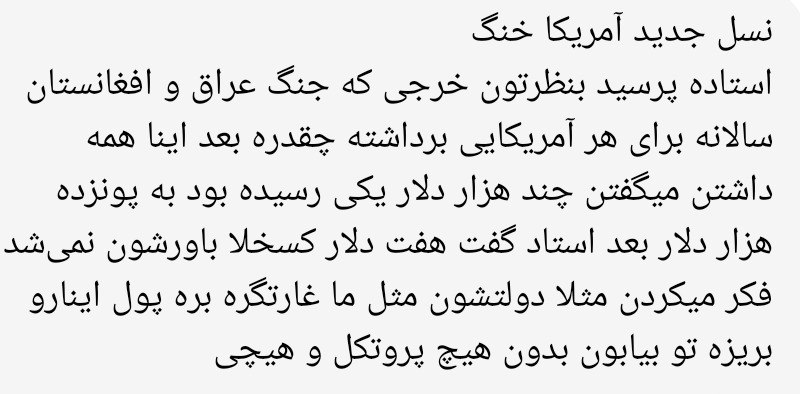 نسل جدید آمریکا خنگ
استاده پرسید بنظرتون خرجی که جنگ عراق و افغانستان
سالانه برای هر آمریکایی برداشته چقدره بعد اینا همه
داشتن میگفتن چند هزار دلار یکی رسیده بود به پونزده
هزار دلار بعد استاد گفت هفت دلار کسخلا باورشون نمی‌شد
فکر میکردن مثلا دولتشون مثل ما غارتگره بره پول اینارو
بریزه تو بیابون بدون هیچ پروتکل و هیچی